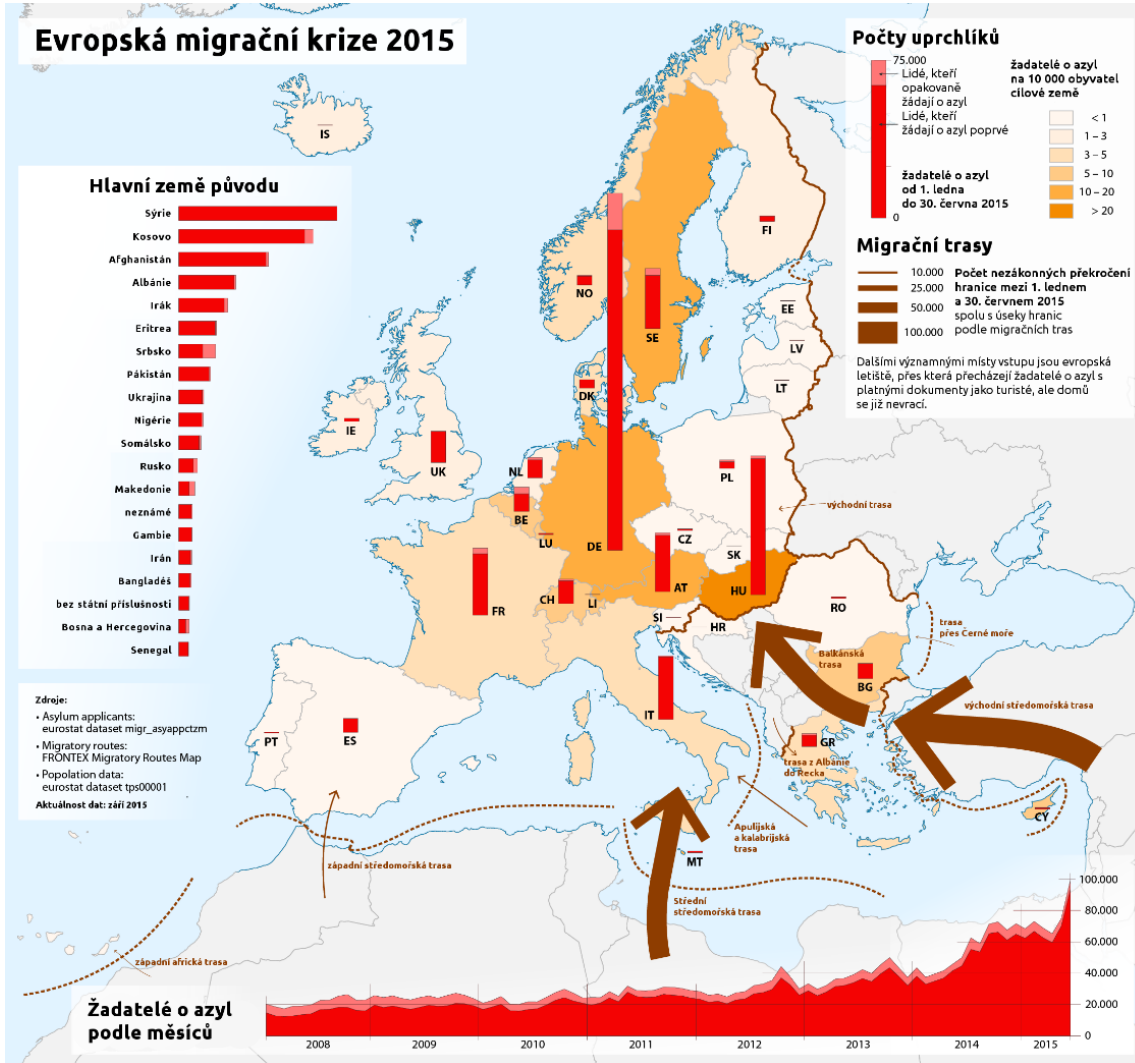 Evropská migrační krize 2015
Počty uprchlíků
75.000
Lidé, kteří
opakovaně
žádají o azyl
Lidé, kteří
žádají o azyl poprvé
žadatelé o azyl
od 1. ledna
do 30. června 2015
0
žadatelé o azyl
na 10 000 obyvatel
cílové země
< 1
1 – 3
3 – 5
5 – 10
10 – 20
> 20
Migrační trasy
10.000
25.000
50.000
100.000
Počet nezákonných překročení
hranice mezi 1. lednem
a 30. červnem 2015
spolu s úseky hranic
podle migračních tras
Dalšími významnými místy vstupu jsou evropská
letiště, přes která přecházejí žadatelé o azyl s
platnými dokumenty jako turisté, ale domů
se již nevrací.
Hlavní země původu
Sýrie
Kosovo
Afghanistán
Albánie
Irák
Eritrea
Srbsko
Pákistán
Ukrajina
Nigérie
Somálsko
Rusko
Makedonie
neznámé
Gambie
Irán
Bangladéš
bez státní příslušnosti
Bosna a Hercegovina
Senegal
Zdroje:
• Asylum applicants:
eurostat dataset migr_asyappctzm
• Migratory routes:
FRONTEX Migratory Routes Map
• Popolation data:
eurostat dataset tps00001
Aktuálnost dat: září 2015
IS
NO
SE
FI
EE
LV
LT
DK
IE
UK
NL
BE
LU
DE
PL
CZ
SK
AT
HU
CH
LI
FR
SI
HR
RO
BG
IT
GR
PT
ES
MT
CY
východní trasa
trasa
přes Černé moře
Balkánská
trasa
východní středomořská trasa
trasa z Albánie
do Řecka
Apulijská
a kalabrijská
trasa
Střední
středomořská trasa
západní středomořská trasa
západní africká trasa
Žadatelé o azyl
podle měsíců
100.000
80.000
60.000
40.000
20.000
0
2008
2009
2010
2011
2012
2013
2014
2015